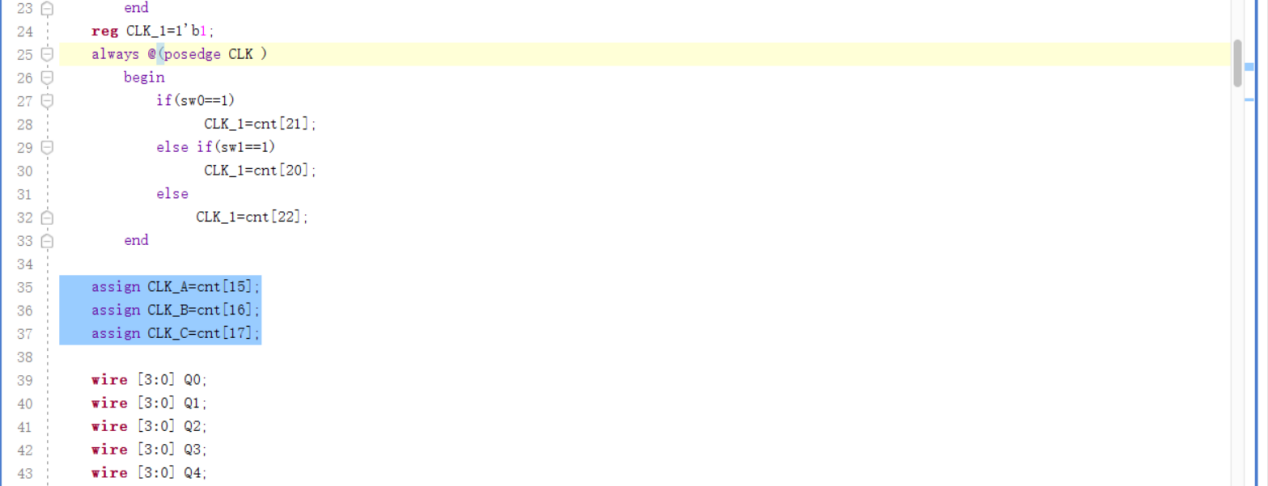 23 end
24 reg CLK_1=1'b1;
25 always @(posedge CLK )
26 begin
27 if(sw0==1)
28 CLK_1=cnt[21];
29 else if(sw1==1)
30 CLK_1=cnt[20];
31 else
32 CLK_1=cnt[22];
33 end
34
35 assign CLK_A=cnt[15];
36 assign CLK_B=cnt[16];
37 assign CLK_C=cnt[17];
38
39 wire [3:0] Q0;
40 wire [3:0] Q1;
41 wire [3:0] Q2;
42 wire [3:0] Q3;
43 wire [3:0] Q4;